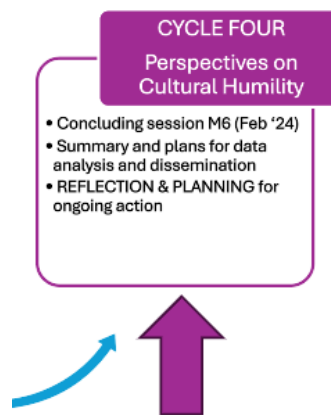 CYCLE FOUR
Perspectives on
Cultural Humility
• Concluding session M6 (Feb ‘24)
• Summary and plans for data
analysis and dissemination
• REFLECTION & PLANNING for
ongoing action